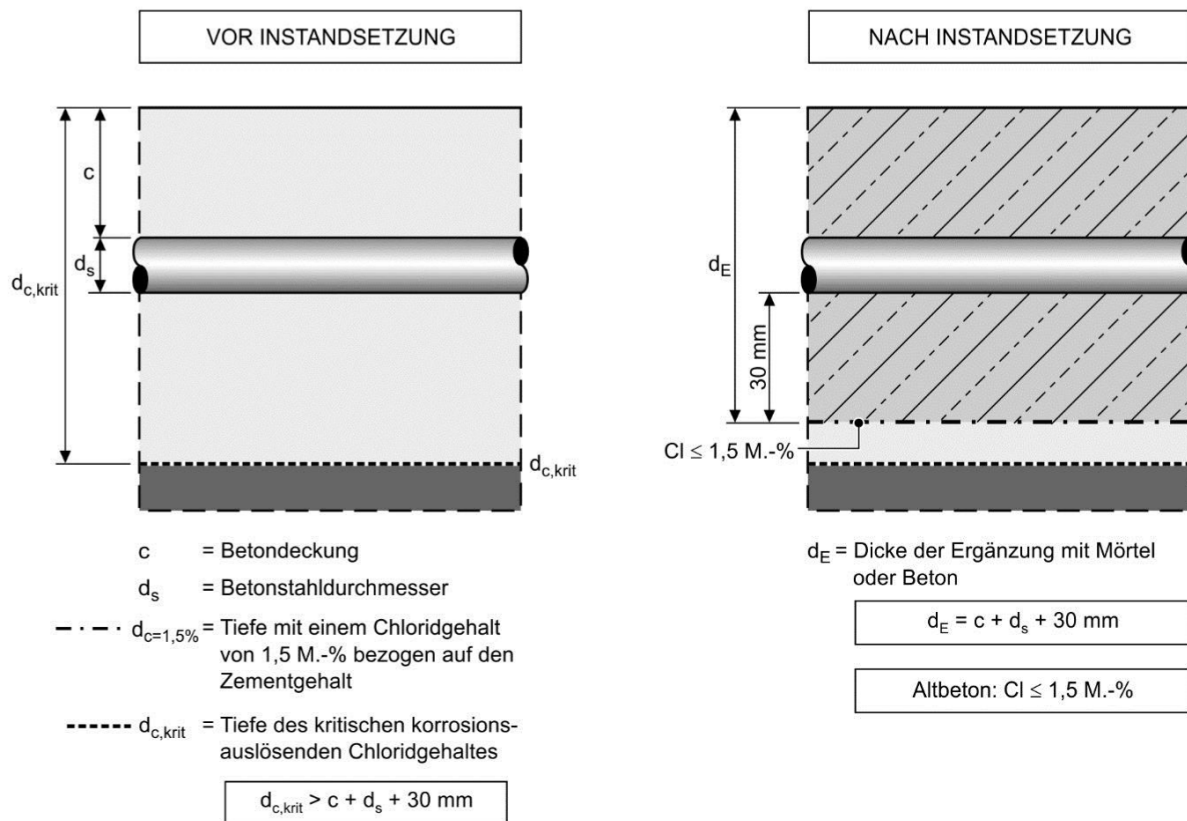 VOR INSTANDSETZUNG
c
d_s
d_c,krit
d_c,krit
c = Betondeckung
d_s = Betonstahldurchmesser
d_c=1,5% = Tiefe mit einem Chloridgehalt
von 1,5 M.-% bezogen auf den
Zementgehalt
d_c,krit = Tiefe des kritischen korrosions-
auslösenden Chloridgehaltes
d_c,krit > c + d_s + 30 mm
NACH INSTANDSETZUNG
d_E
30 mm
Cl ≤ 1,5 M.-%
d_E = Dicke der Ergänzung mit Mörtel
oder Beton
d_E = c + d_s + 30 mm
Altbeton: Cl ≤ 1,5 M.-%